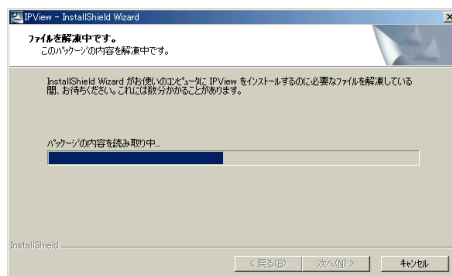 IPView - InstallShield Wizard
ファイルを解凍中です。
このパッケージの内容を解凍中です。
InstallShield Wizard がお使いのコンピュータに IPView をインストールするのに必要なファイルを解凍している
間、お待ちください。これには数分かかることがあります。
パッケージの内容を読み取り中...
InstallShield
< 戻る(B)
次へ(N) >
キャンセル